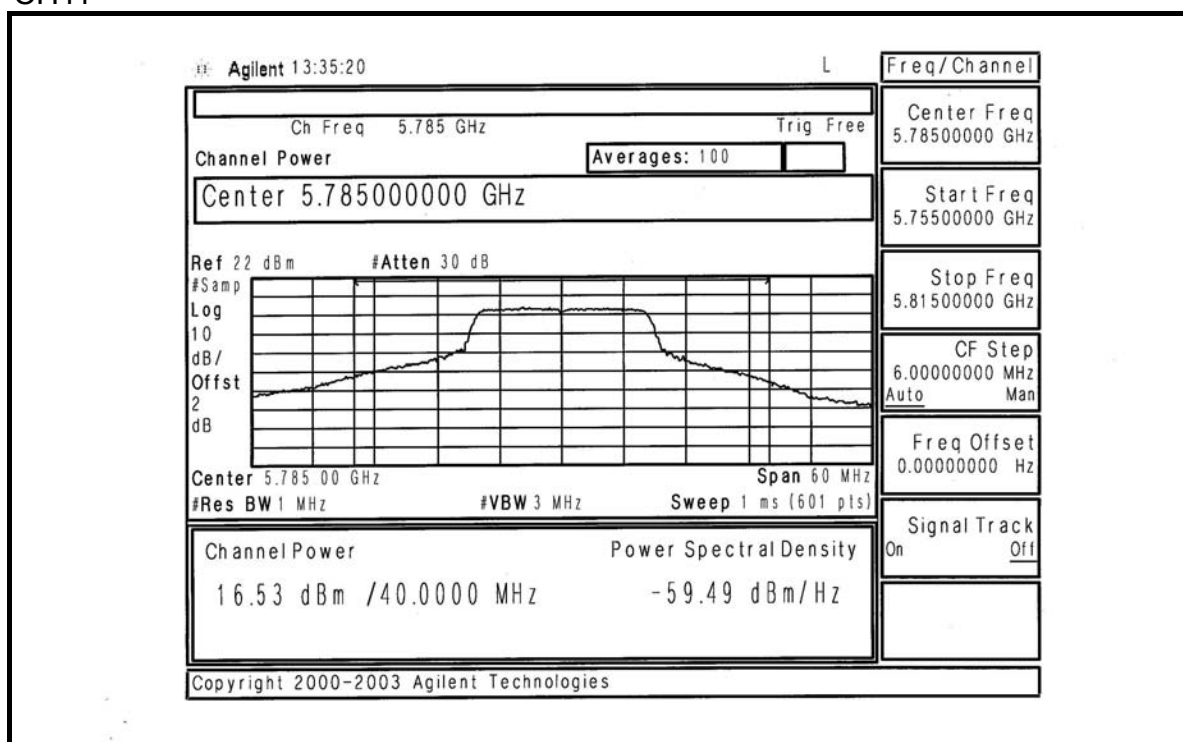 Agilent 13:35:20 L
Ch Freq 5.785 GHz Trig Free
Channel Power Averages: 100
Center 5.785000000 GHz
Ref 22 dBm #Atten 30 dB
#Samp
Log
10
dB/
Offst
2
dB
Center 5.785 00 GHz Span 60 MHz
#Res BW 1 MHz #VBW 3 MHz Sweep 1 ms (601 pts)
Channel Power Power Spectral Density
16.53 dBm /40.0000 MHz -59.49 dBm/Hz
Copyright 2000-2003 Agilent Technologies
Freq/Channel
Center Freq
5.78500000 GHz
Start Freq
5.75500000 GHz
Stop Freq
5.81500000 GHz
CF Step
6.00000000 MHz
Auto Man
Freq Offset
0.00000000 Hz
Signal Track
On Off